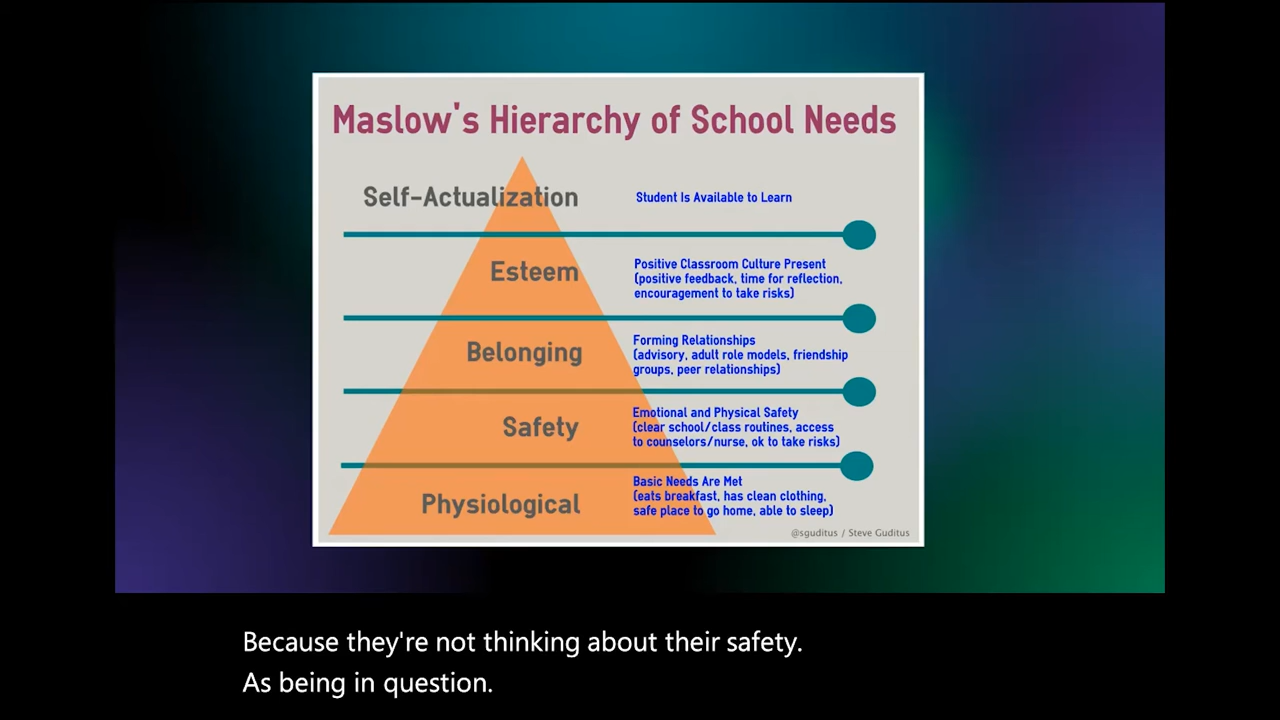 Maslow's Hierarchy of School Needs
Self-Actualization
Student Is Available to Learn
Esteem
Positive Classroom Culture Present
(positive feedback, time for reflection,
encouragement to take risks)
Belonging
Forming Relationships
(advisory, adult role models, friendship
groups, peer relationships)
Safety
Emotional and Physical Safety
(clear school/class routines, access
to counselors/nurse, ok to take risks)
Physiological
Basic Needs Are Met
(eats breakfast, has clean clothing,
safe place to go home, able to sleep)
@sguditus / Steve Guditus
Because they're not thinking about their safety.
As being in question.